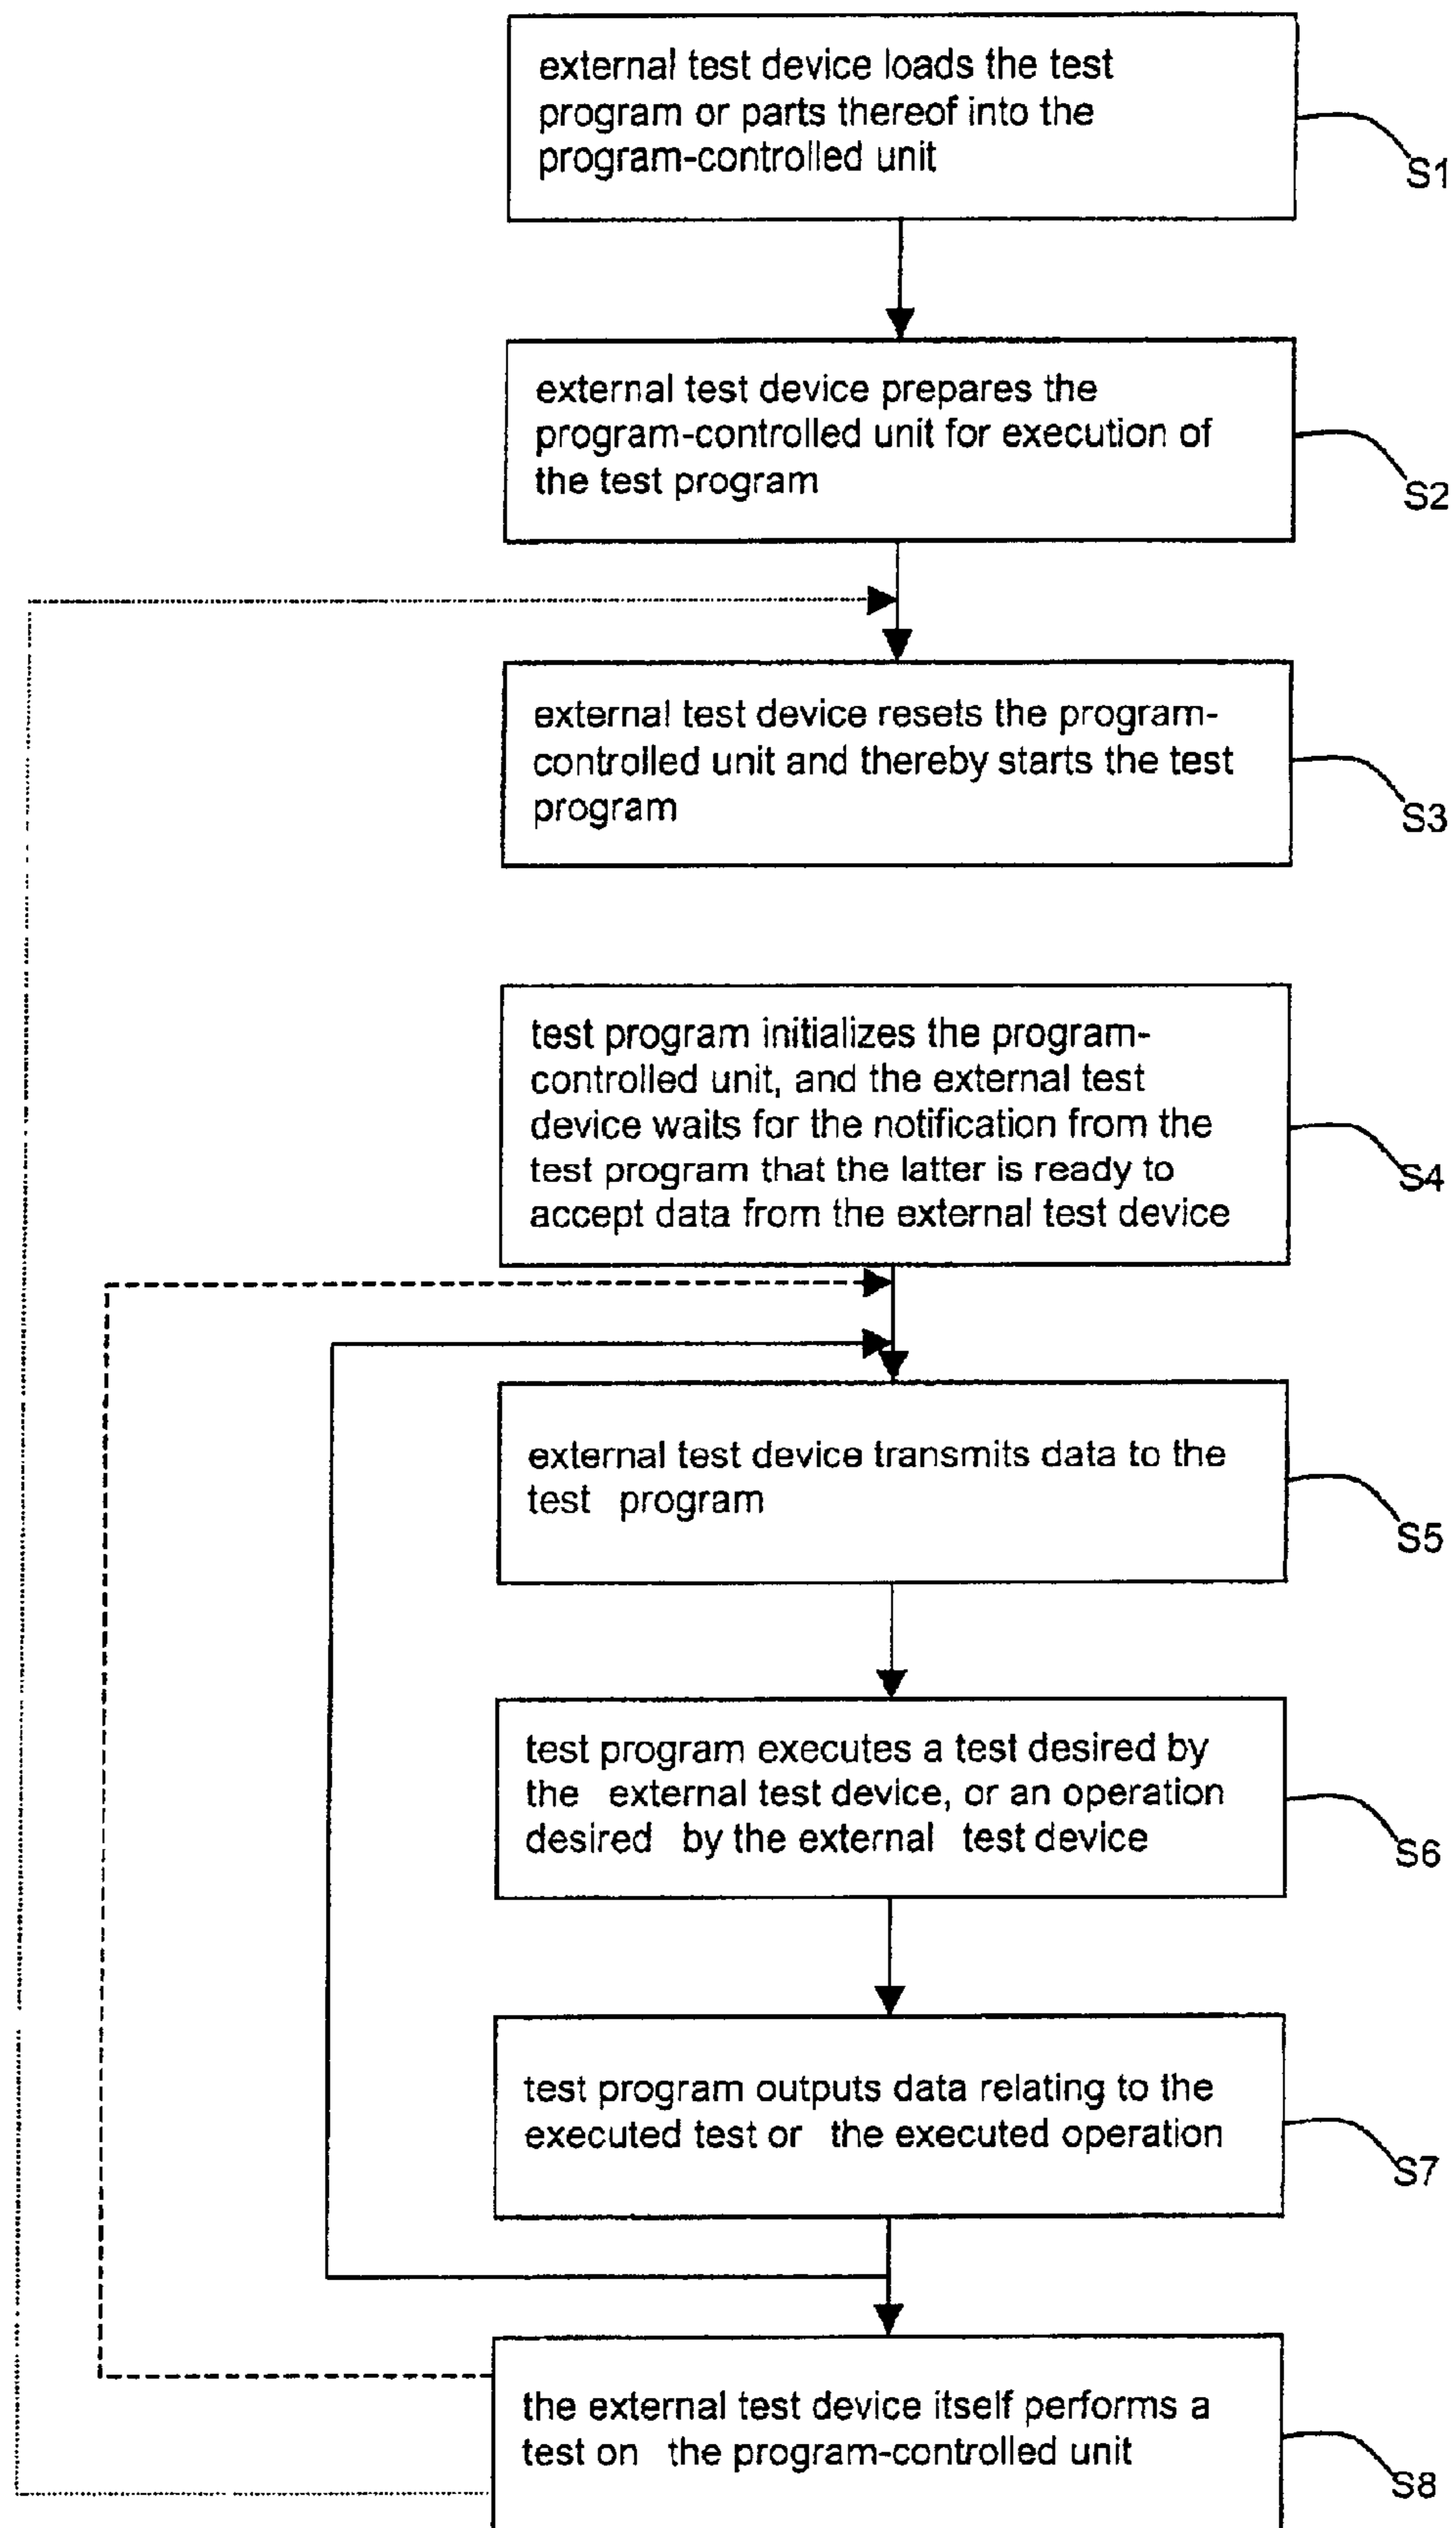 external test device loads the test
program or parts thereof into the
program-controlled unit
S1
external test device prepares the
program-controlled unit for execution of
the test program
S2
external test device resets the program-
controlled unit and thereby starts the test
program
S3
test program initializes the program-
controlled unit, and the external test
device waits for the notification from the
test program that the latter is ready to
accept data from the external test device
S4
external test device transmits data to the
test program
S5
test program executes a test desired by
the external test device, or an operation
desired by the external test device
S6
test program outputs data relating to the
executed test or the executed operation
S7
the external test device itself performs a
test on the program-controlled unit
S8